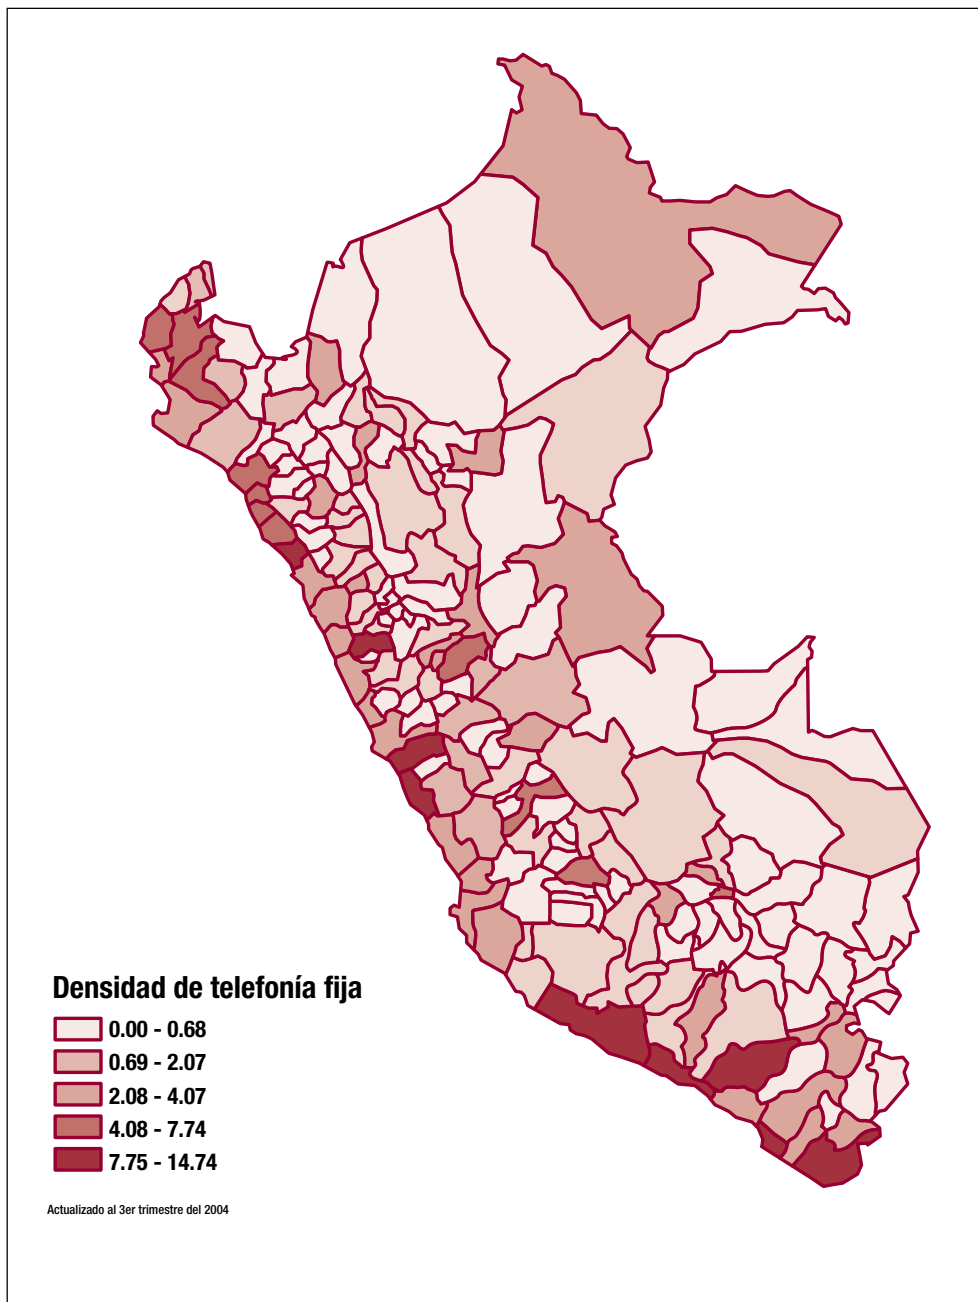 Densidad de telefonía fija
0.00 - 0.68
0.69 - 2.07
2.08 - 4.07
4.08 - 7.74
7.75 - 14.74
Actualizado al 3er trimestre del 2004